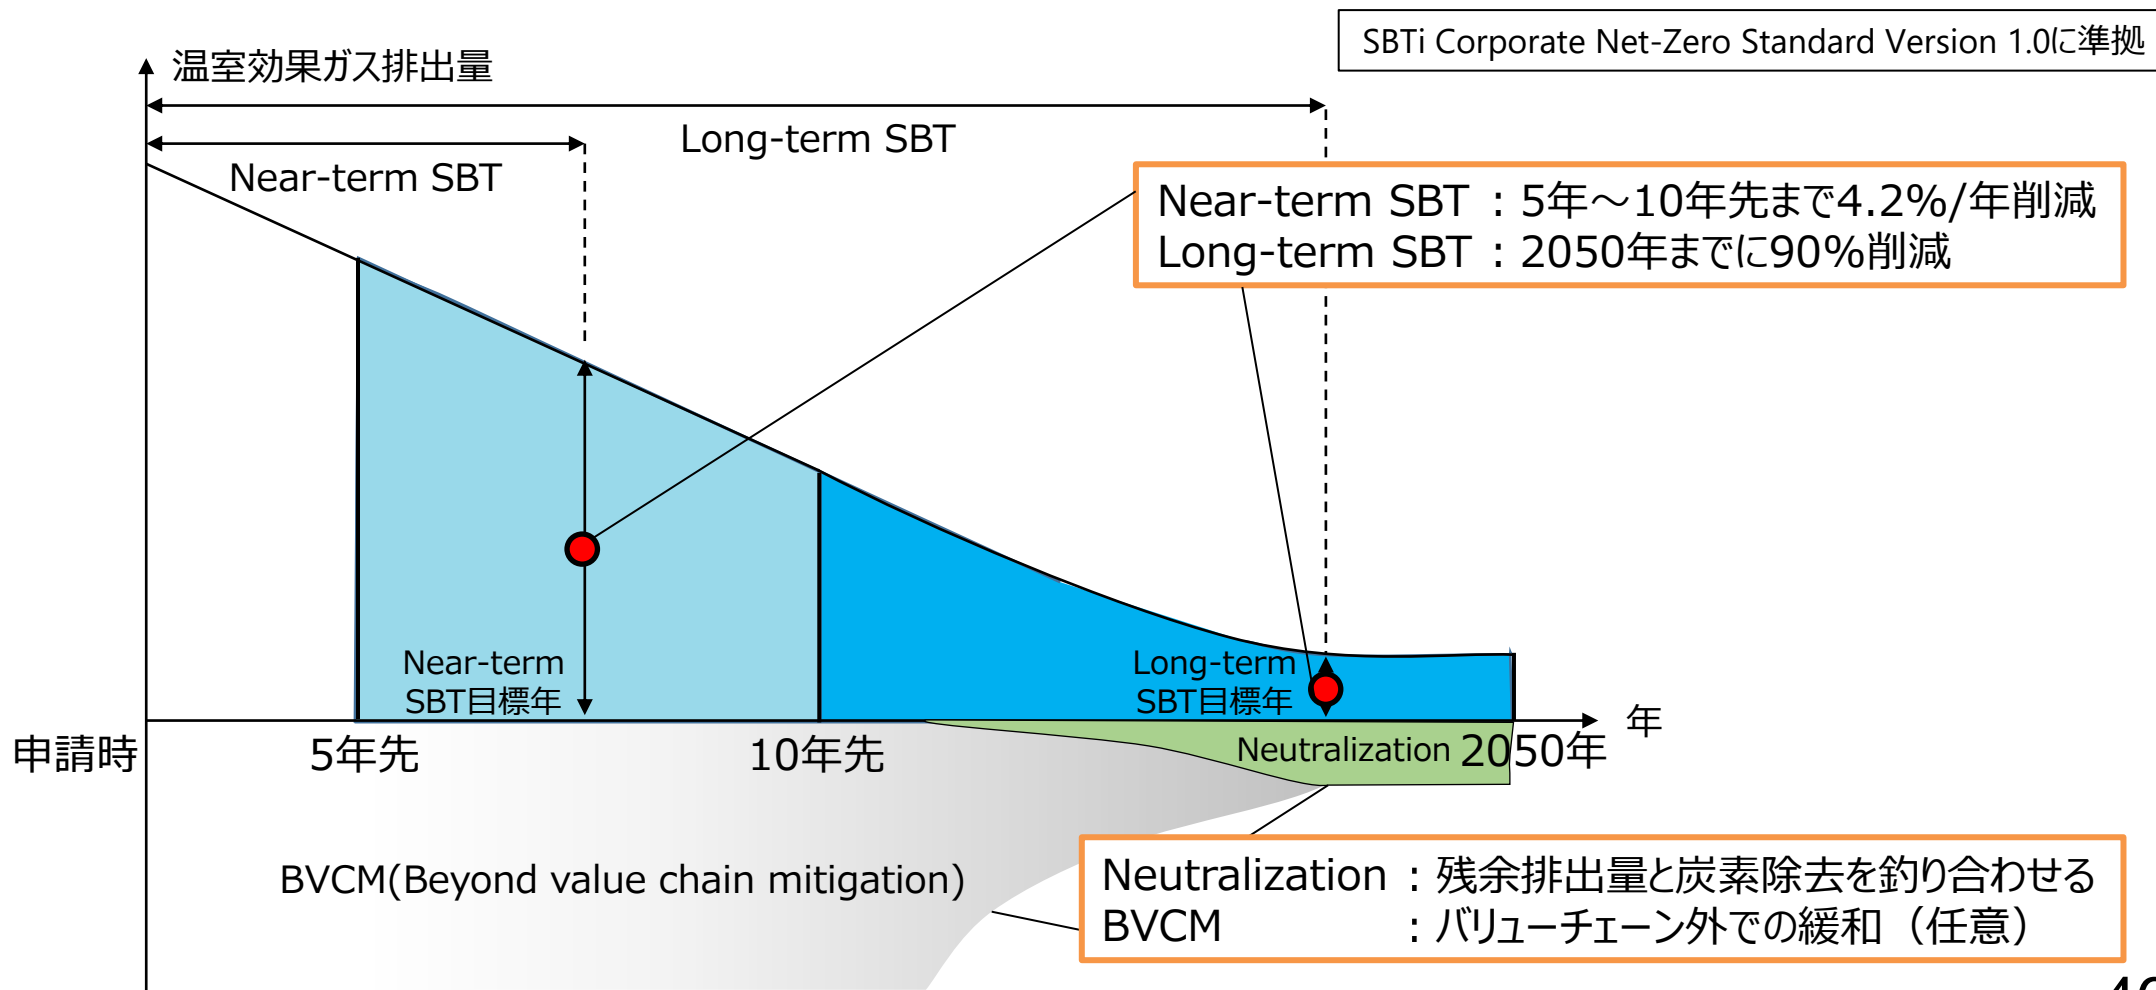 SBTi Corporate Net-Zero Standard Version 1.0に準拠
温室効果ガス排出量
Long-term SBT
Near-term SBT
Near-term SBT：5年～10年先まで4.2%/年削減
Long-term SBT：2050年までに90%削減
Near-term
SBT目標年
Long-term
SBT目標年
年
申請時
5年先
10年先
Neutralization
2050年
BVCM(Beyond value chain mitigation)
Neutralization：残余排出量と炭素除去を釣り合わせる
BVCM：バリューチェーン外での緩和（任意）